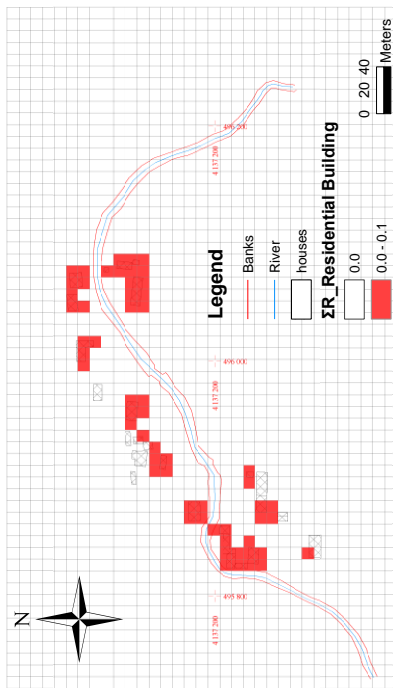 496 200
4 137 200
Legend
Banks
River
houses
ΣR_Residential Building
0.0
0.0 - 0.1
0 20 40
Meters
496 000
4 137 200
495 800
4 137 200
N